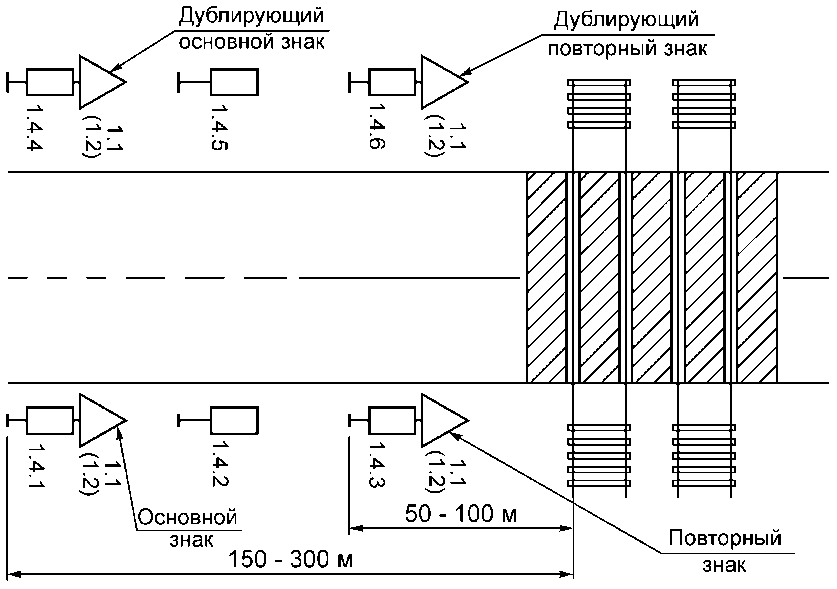 Дублирующий
основной знак
Дублирующий
повторный знак
1.4.4
1.1
(1.2)
1.4.5
1.4.6
1.1
(1.2)
1.4.1
1.1
(1.2)
1.4.2
1.4.3
1.1
(1.2)
Основной
знак
50 - 100 м
Повторный
знак
150 - 300 м